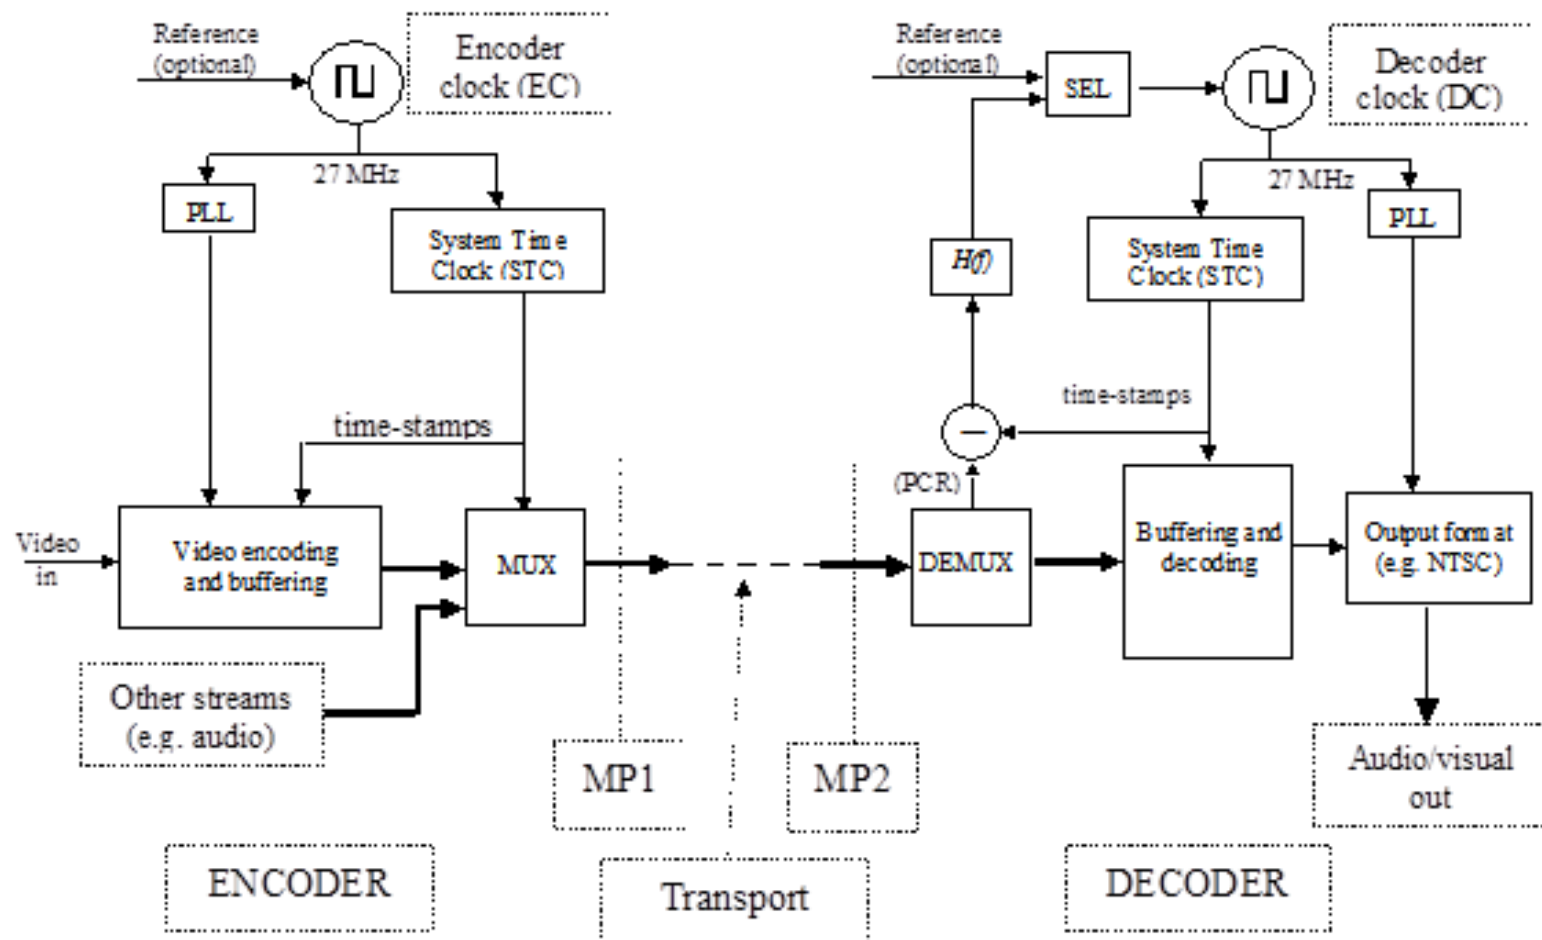 Reference
(optional)
Encoder
clock (EC)
27 MHz
PLL
System Time
Clock (STC)
time-stamps
Video
in
Video encoding
and buffering
MUX
Other streams
(e.g. audio)
MP1
ENCODER
Transport
Reference
(optional)
SEL
Decoder
clock (DC)
27 MHz
PLL
H(f)
System Time
Clock (STC)
time-stamps
(PCR)
DEMUX
Buffering and
decoding
Output format
(e.g. NTSC)
MP2
Audio/visual
out
DECODER